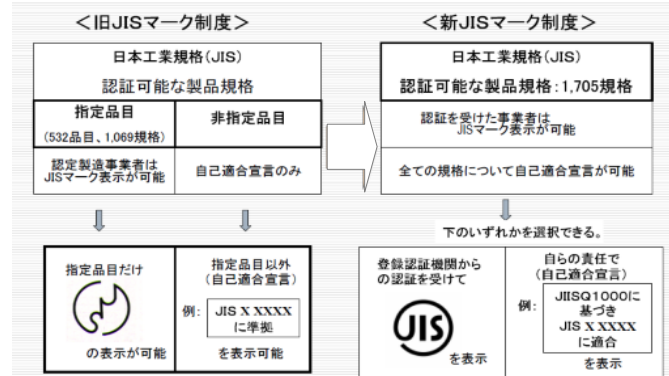 ＜旧JISマーク制度＞
日本工業規格(JIS)
認証可能な製品規格
指定品目
(532品目、1,069規格)
非指定品目
認定製造事業者は
JISマーク表示が可能
自己適合宣言のみ
指定品目だけ
の表示が可能
指定品目以外
(自己適合宣言)
例:
JIS X XXXX
に準拠
を表示可能
＜新JISマーク制度＞
日本工業規格(JIS)
認証可能な製品規格:1,705規格
認証を受けた事業者は
JISマーク表示が可能
全ての規格について自己適合宣言が可能
下のいずれかを選択できる。
登録認証機関から
の認証を受けて
JIS
を表示
自らの責任で
(自己適合宣言)
例:
JIISQ1000に
基づき
JIS X XXXX
に適合
を表示